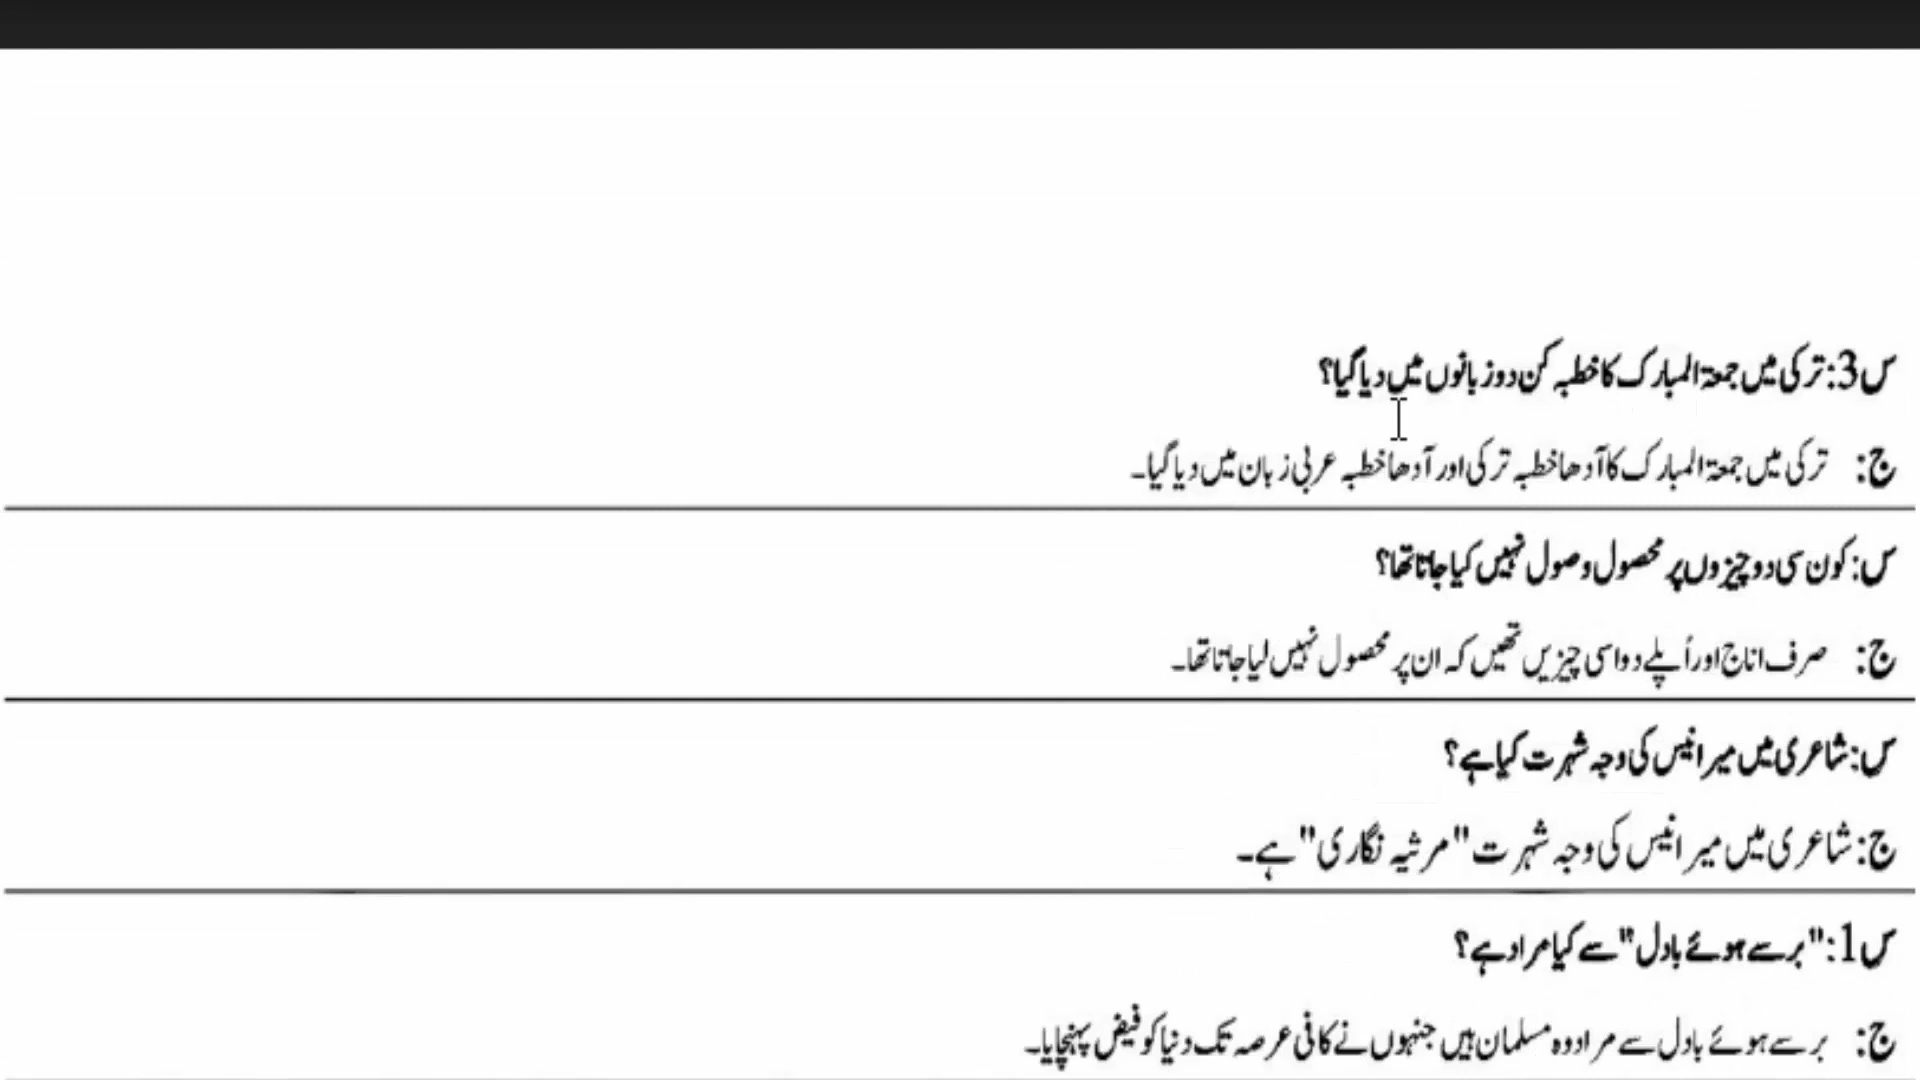 س3: ترکی میں جمعۃ المبارک کا خطبہ کن دو زبانوں میں دیا گیا؟
ج: ترکی میں جمعۃ المبارک کا آدھا خطبہ ترکی اور آدھا خطبہ عربی زبان میں دیا گیا۔
س: کون سی دو چیزوں پر محصول وصول نہیں کیا جاتا تھا؟
ج: صرف اناج اور اُپلے دو اسی چیزیں تھیں کہ ان پر محصول نہیں لیا جاتا تھا۔
س: شاعری میں میر انیس کی وجہ شہرت کیا ہے؟
ج: شاعری میں میر انیس کی وجہ شہرت "مرثیہ نگاری" ہے۔
س1: "برسے ہوئے بادل" سے کیا مراد ہے؟
ج: برسے ہوئے بادل سے مراد وہ مسلمان ہیں جنہوں نے کافی عرصہ تک دنیا کو فیض پہنچایا۔